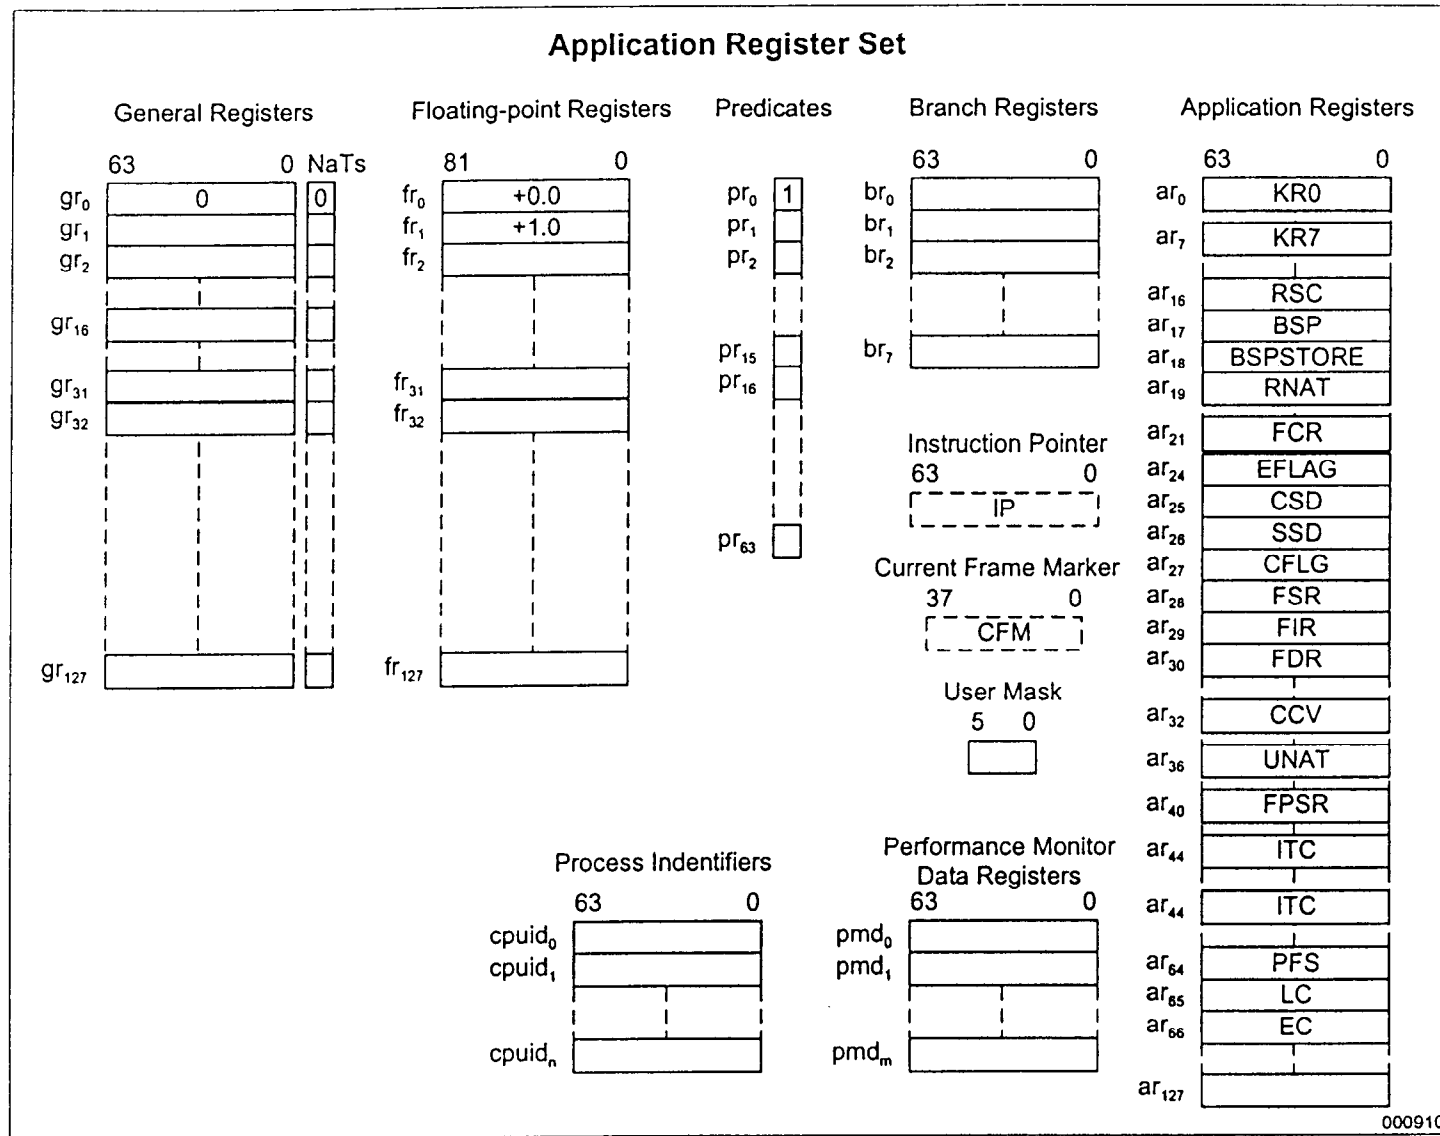 Application Register Set
General Registers
63 0 NaTs
gr0 0 0
gr1
gr2
gr16
gr31
gr32
gr127
Floating-point Registers
81 0
fr0 +0.0
fr1 +1.0
fr2
fr31
fr32
fr127
Predicates
pr0 1
pr1
pr2
pr15
pr16
pr63
Branch Registers
63 0
br0
br1
br2
br7
Instruction Pointer
63 0
IP
Current Frame Marker
37 0
CFM
User Mask
5 0
Process Indentifiers
63 0
cpuid0
cpuid1
cpuidn
Performance Monitor
Data Registers
63 0
pmd0
pmd1
pmdm
Application Registers
63 0
ar0 KR0
ar7 KR7
ar16 RSC
ar17 BSP
ar18 BSPSTORE
ar19 RNAT
ar21 FCR
ar24 EFLAG
ar25 CSD
ar26 SSD
ar27 CFLG
ar28 FSR
ar29 FIR
ar30 FDR
ar32 CCV
ar36 UNAT
ar40 FPSR
ar44 ITC
ar44 ITC
ar64 PFS
ar65 LC
ar66 EC
ar127
000910